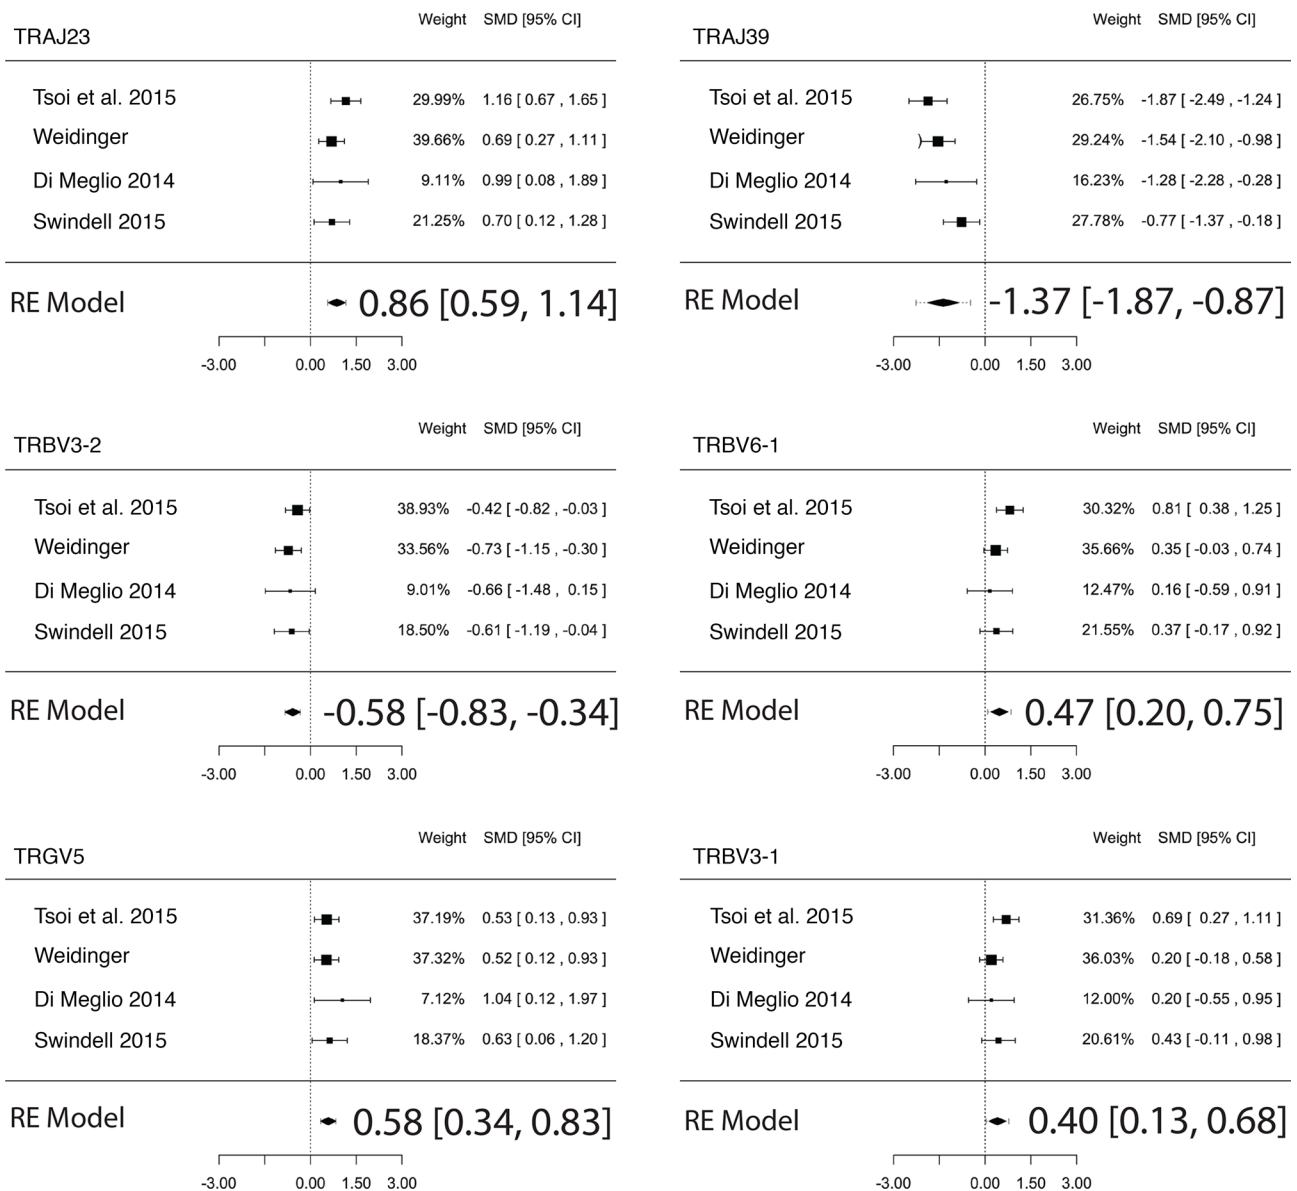 Weight SMD [95% CI]
TRAJ23
Tsoi et al. 2015 29.99% 1.16 [ 0.67 , 1.65 ]
Weidinger 39.66% 0.69 [ 0.27 , 1.11 ]
Di Meglio 2014 9.11% 0.99 [ 0.08 , 1.89 ]
Swindell 2015 21.25% 0.70 [ 0.12 , 1.28 ]
RE Model 0.86 [0.59, 1.14]
-3.00 0.00 1.50 3.00
Weight SMD [95% CI]
TRAJ39
Tsoi et al. 2015 26.75% -1.87 [ -2.49 , -1.24 ]
Weidinger 29.24% -1.54 [ -2.10 , -0.98 ]
Di Meglio 2014 16.23% -1.28 [ -2.28 , -0.28 ]
Swindell 2015 27.78% -0.77 [ -1.37 , -0.18 ]
RE Model -1.37 [-1.87, -0.87]
-3.00 0.00 1.50 3.00
Weight SMD [95% CI]
TRBV3-2
Tsoi et al. 2015 38.93% -0.42 [ -0.82 , -0.03 ]
Weidinger 33.56% -0.73 [ -1.15 , -0.30 ]
Di Meglio 2014 9.01% -0.66 [ -1.48 , 0.15 ]
Swindell 2015 18.50% -0.61 [ -1.19 , -0.04 ]
RE Model -0.58 [-0.83, -0.34]
-3.00 0.00 1.50 3.00
Weight SMD [95% CI]
TRBV6-1
Tsoi et al. 2015 30.32% 0.81 [ 0.38 , 1.25 ]
Weidinger 35.66% 0.35 [ -0.03 , 0.74 ]
Di Meglio 2014 12.47% 0.16 [ -0.59 , 0.91 ]
Swindell 2015 21.55% 0.37 [ -0.17 , 0.92 ]
RE Model 0.47 [0.20, 0.75]
-3.00 0.00 1.50 3.00
Weight SMD [95% CI]
TRGV5
Tsoi et al. 2015 37.19% 0.53 [ 0.13 , 0.93 ]
Weidinger 37.32% 0.52 [ 0.12 , 0.93 ]
Di Meglio 2014 7.12% 1.04 [ 0.12 , 1.97 ]
Swindell 2015 18.37% 0.63 [ 0.06 , 1.20 ]
RE Model 0.58 [0.34, 0.83]
-3.00 0.00 1.50 3.00
Weight SMD [95% CI]
TRBV3-1
Tsoi et al. 2015 31.36% 0.69 [ 0.27 , 1.11 ]
Weidinger 36.03% 0.20 [ -0.18 , 0.58 ]
Di Meglio 2014 12.00% 0.20 [ -0.55 , 0.95 ]
Swindell 2015 20.61% 0.43 [ -0.11 , 0.98 ]
RE Model 0.40 [0.13, 0.68]
-3.00 0.00 1.50 3.00